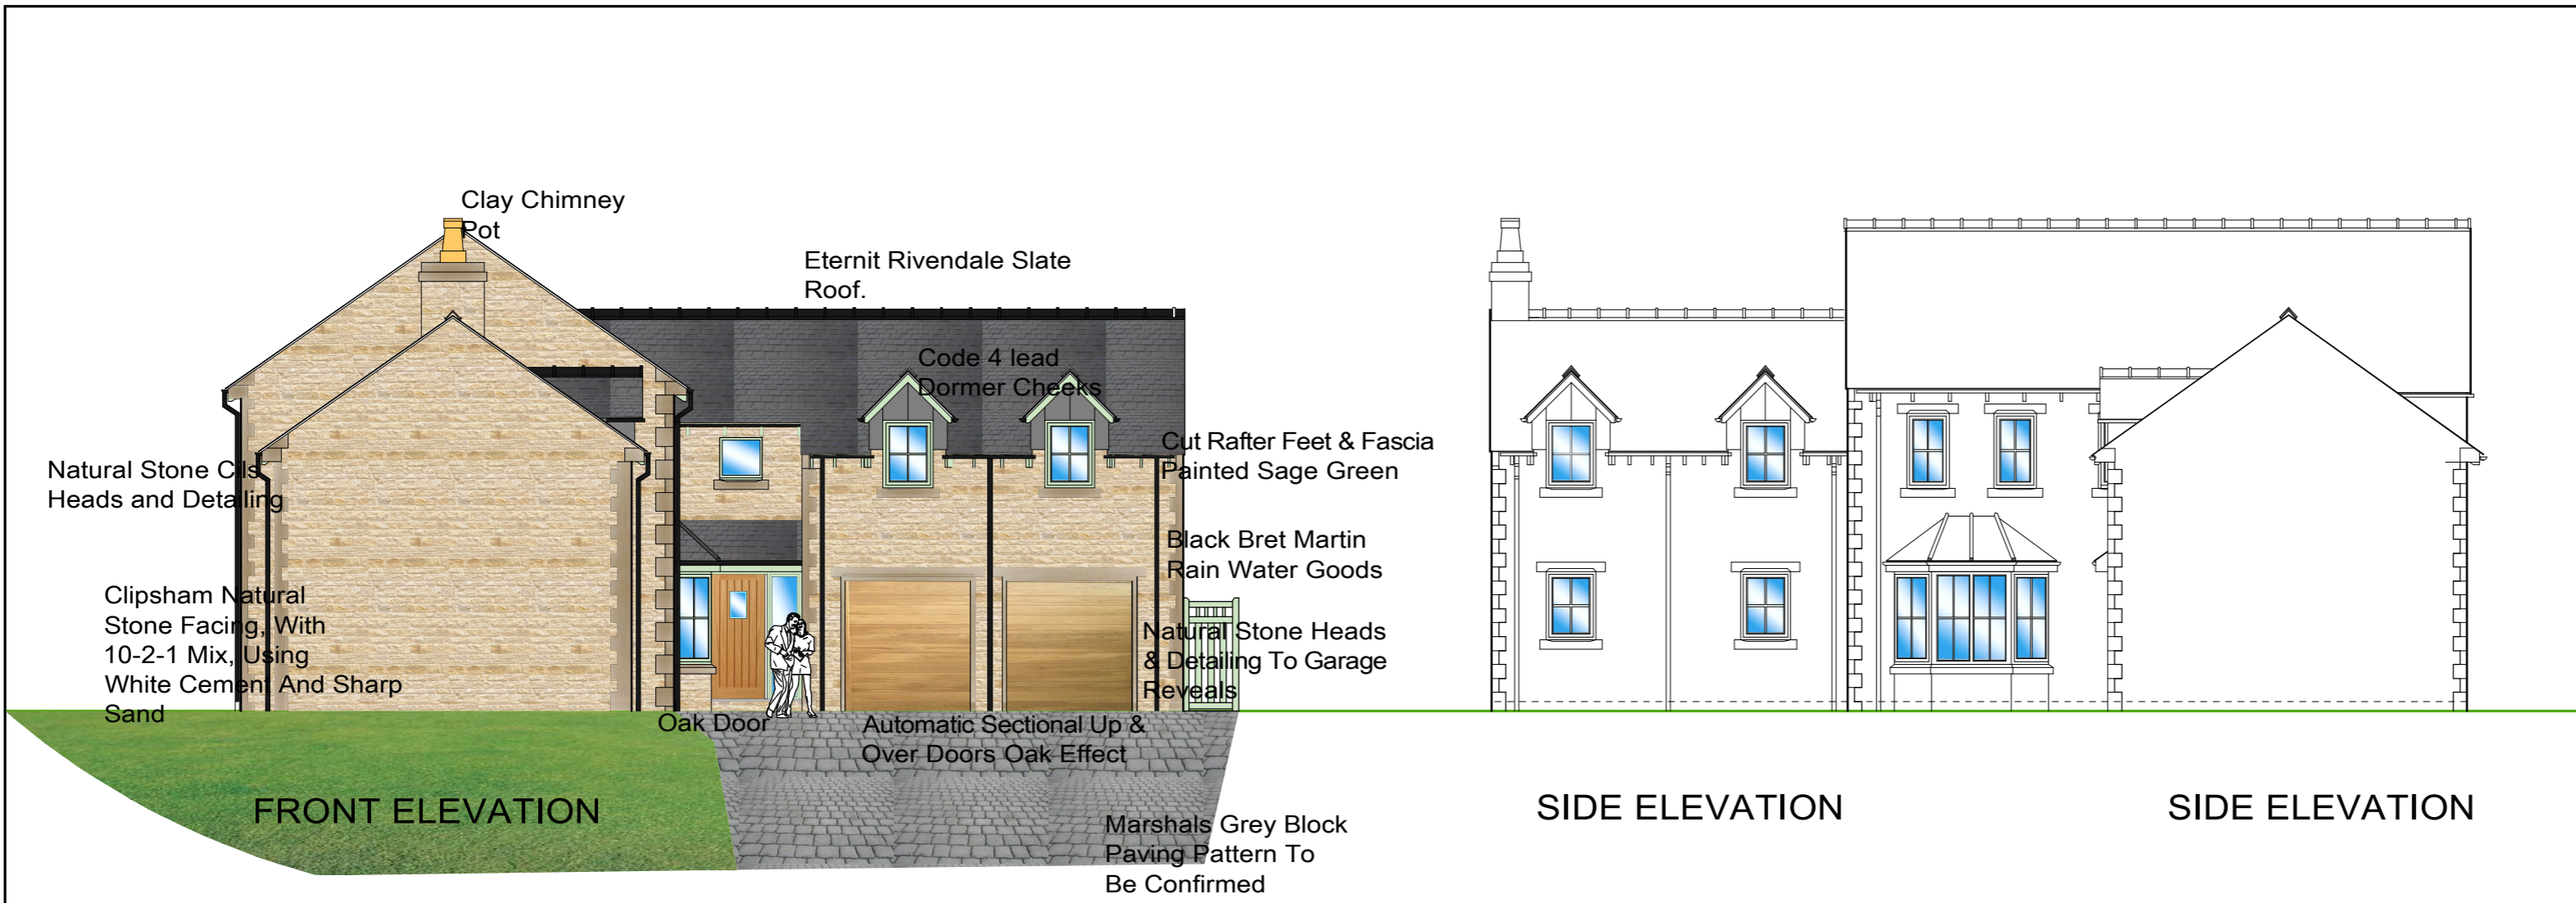 Clay Chimney
Pot
Eternit Rivendale Slate
Roof.
Code 4 lead
Dormer Cheeks
Cut Rafter Feet & Fascia
Painted Sage Green
Natural Stone Cils
Heads and Detailing
Black Bret Martin
Rain Water Goods
Clipsham Natural
Stone Facing, With
10-2-1 Mix, Using
White Cement And Sharp
Sand
Natural Stone Heads
& Detailing To Garage
Reveals
Oak Door
Automatic Sectional Up &
Over Doors Oak Effect
FRONT ELEVATION
SIDE ELEVATION
SIDE ELEVATION
Marshals Grey Block
Paving Pattern To
Be Confirmed